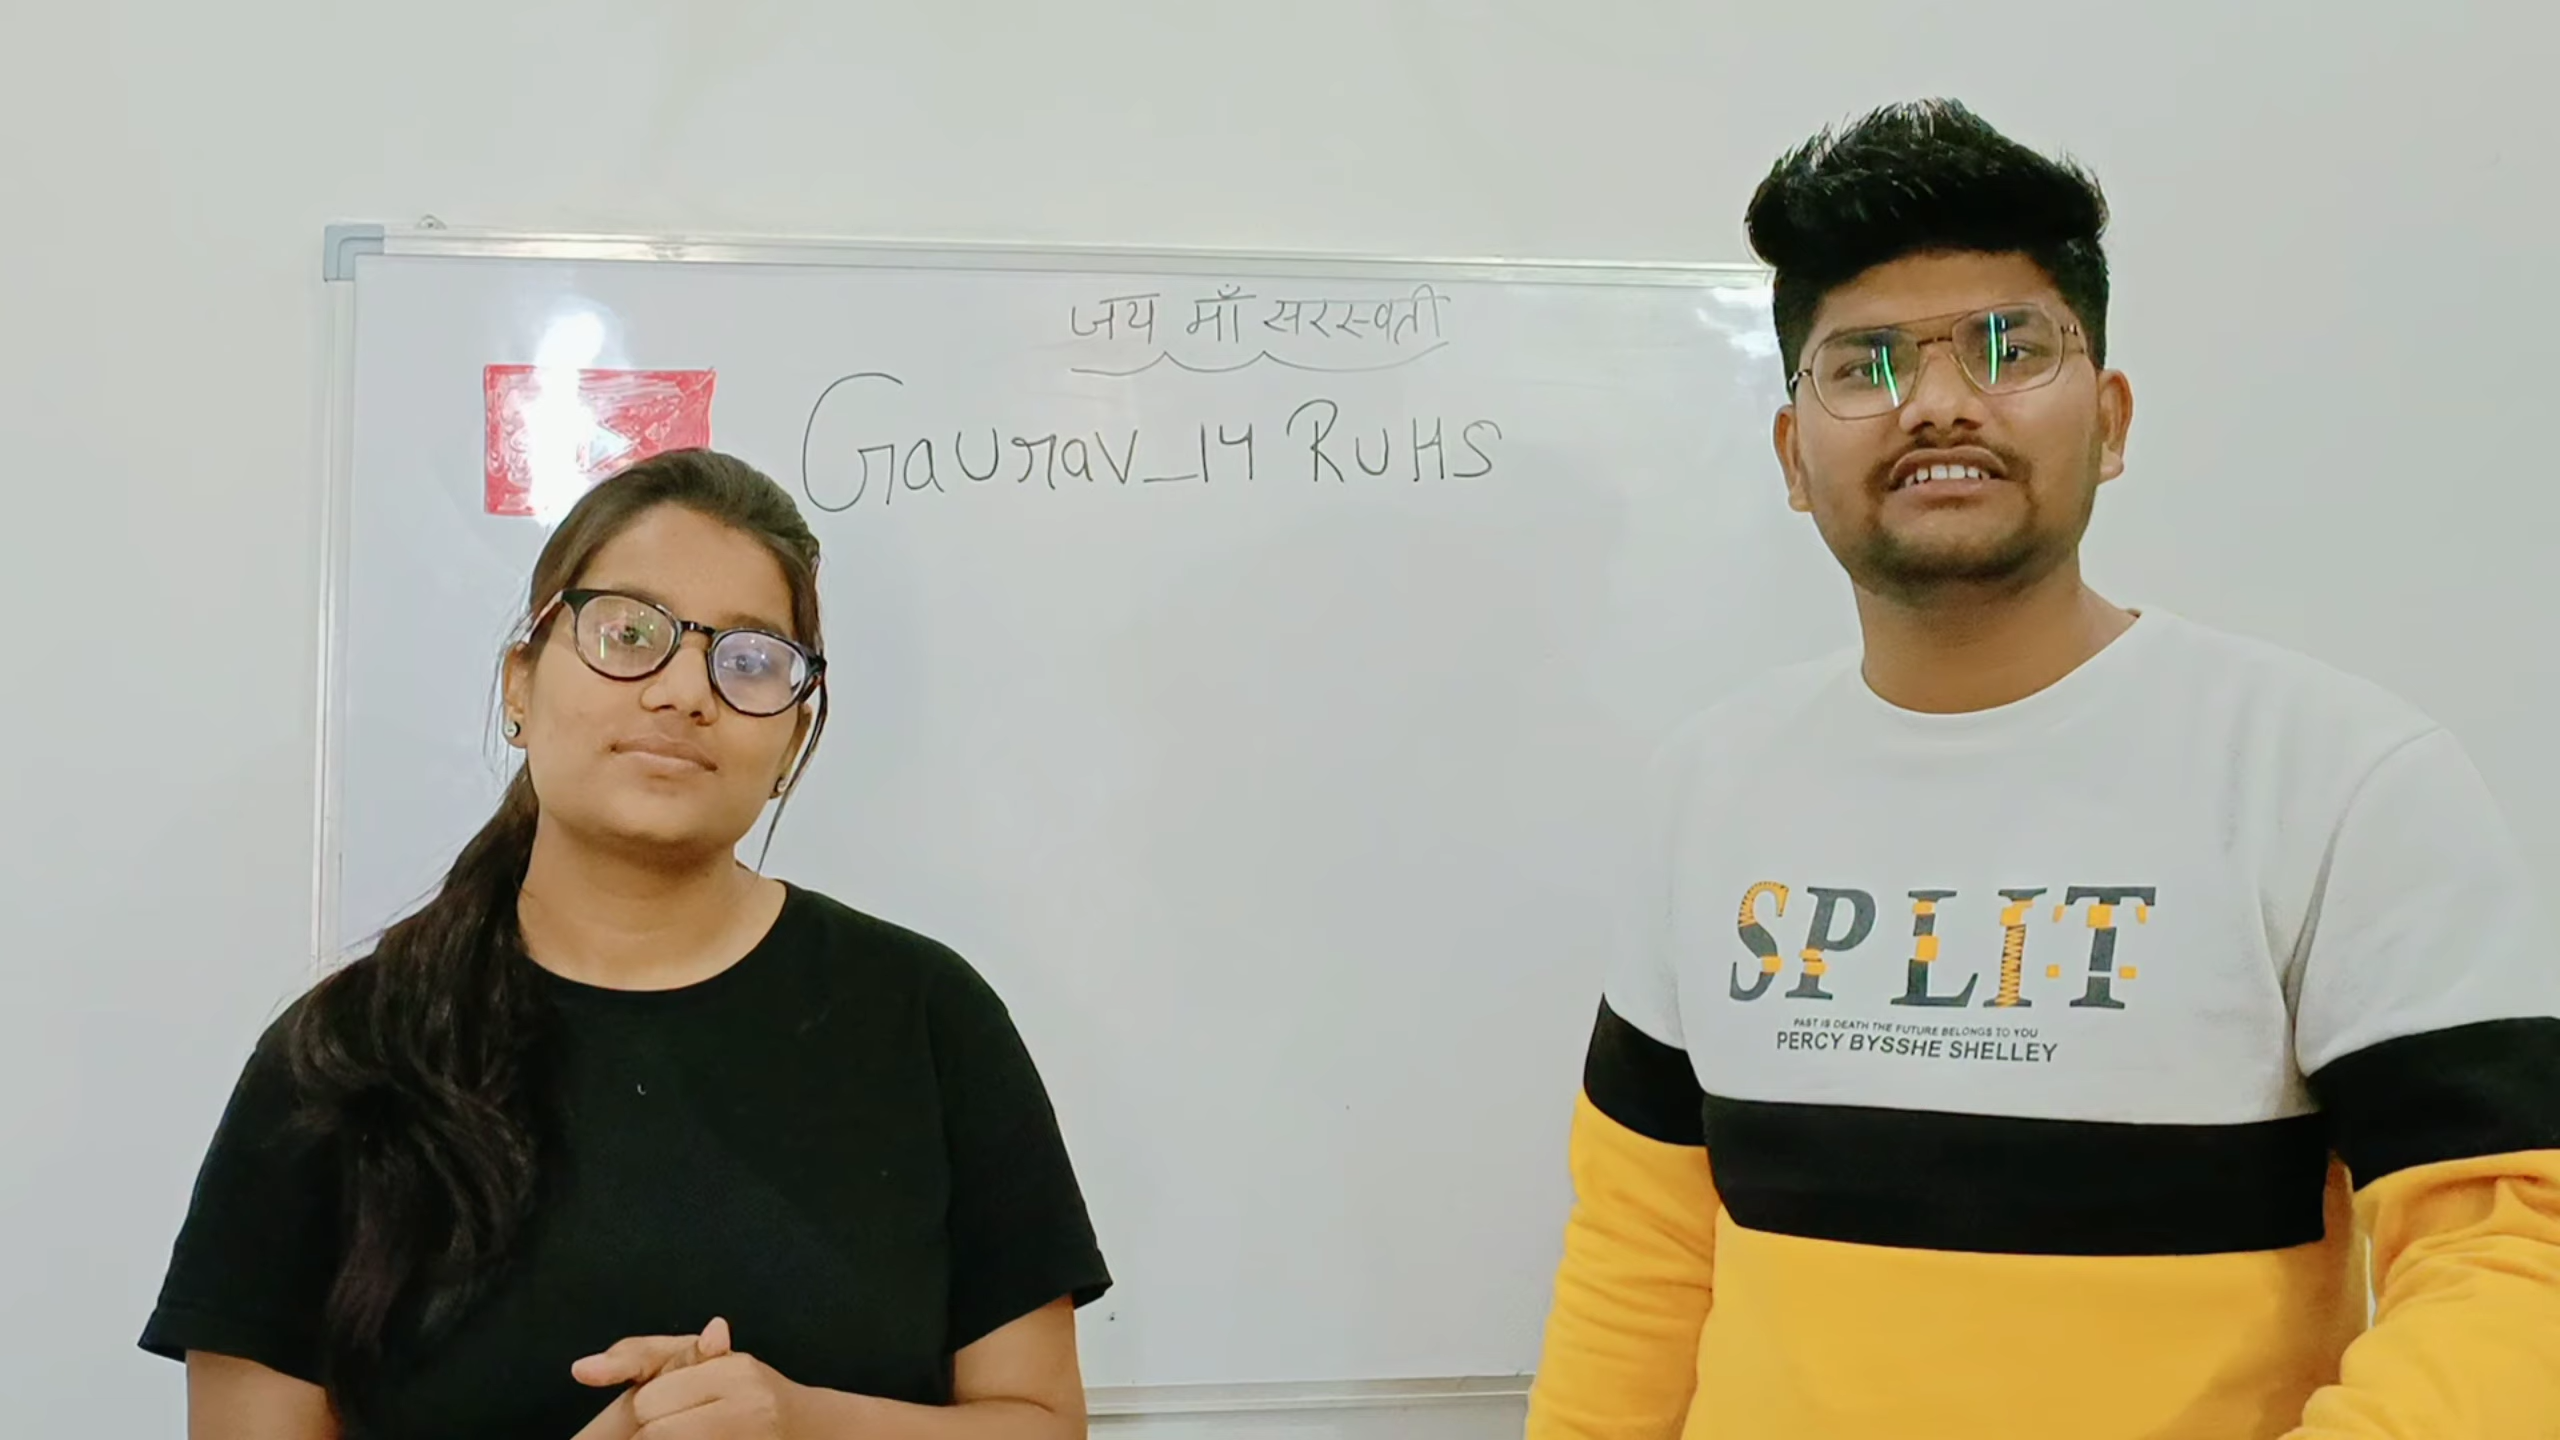 जय माँ सरस्वती
Gaurav_14 RUHS
SPLIT
PAST IS DEATH THE FUTURE BELONGS TO YOU
PERCY BYSSHE SHELLEY